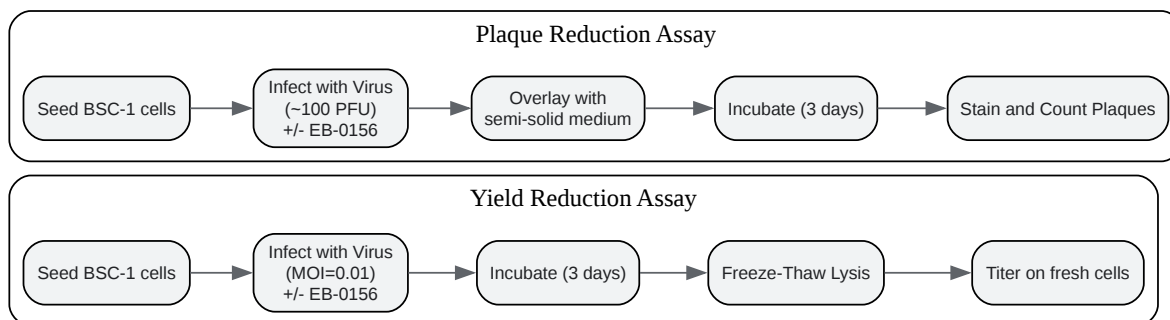 Plaque Reduction Assay
Seed BSC-1 cells
Infect with Virus
(~100 PFU)
+/- EB-0156
Overlay with
semi-solid medium
Incubate (3 days)
Stain and Count Plaques
Yield Reduction Assay
Seed BSC-1 cells
Infect with Virus
(MOI=0.01)
+/- EB-0156
Incubate (3 days)
Freeze-Thaw Lysis
Titer on fresh cells